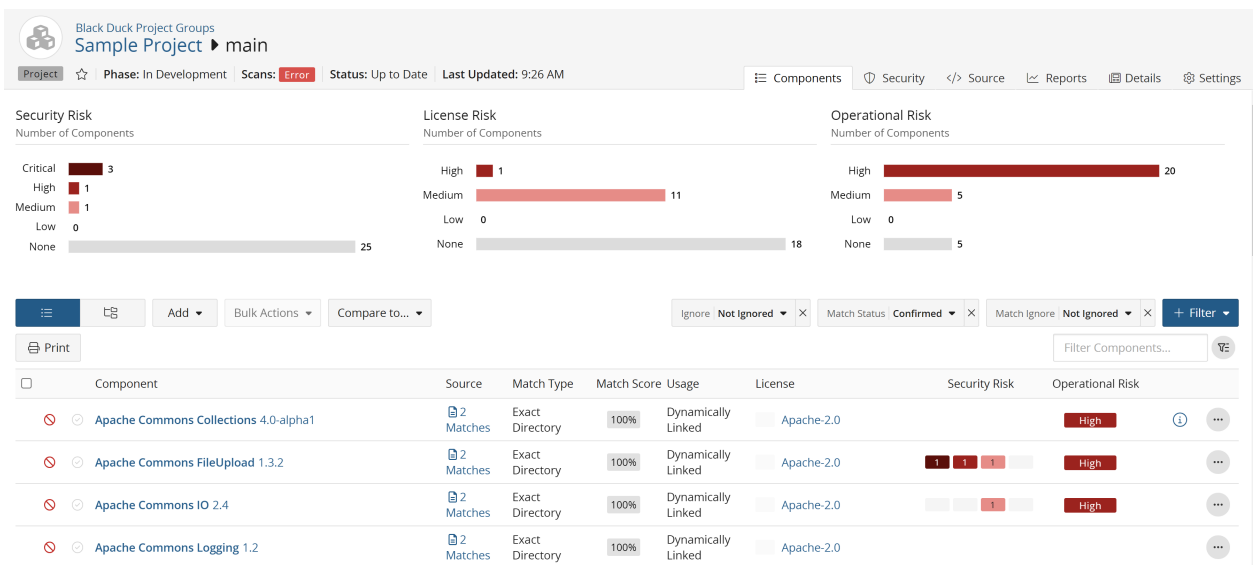 Black Duck Project Groups
Sample Project main
Project Phase: In Development Scans: Error Status: Up to Date Last Updated: 9:26 AM
Components Security </> Source Reports Details Settings
Security Risk
Number of Components
Critical 3
High 1
Medium 1
Low 0
None 25
License Risk
Number of Components
High 1
Medium 11
Low 0
None 18
Operational Risk
Number of Components
High 20
Medium 5
Low 0
None 5
Add Bulk Actions Compare to... Ignore Not Ignored Match Status Confirmed Match Ignore Not Ignored + Filter
Print Filter Components...
Component Source Match Type Match Score Usage License Security Risk Operational Risk
Apache Commons Collections 4.0-alpha1 2 Matches Exact Directory 100% Dynamically Linked Apache-2.0 High
Apache Commons FileUpload 1.3.2 2 Matches Exact Directory 100% Dynamically Linked Apache-2.0 1 1 1 High
Apache Commons IO 2.4 2 Matches Exact Directory 100% Dynamically Linked Apache-2.0 1 High
Apache Commons Logging 1.2 2 Matches Exact Directory 100% Dynamically Linked Apache-2.0